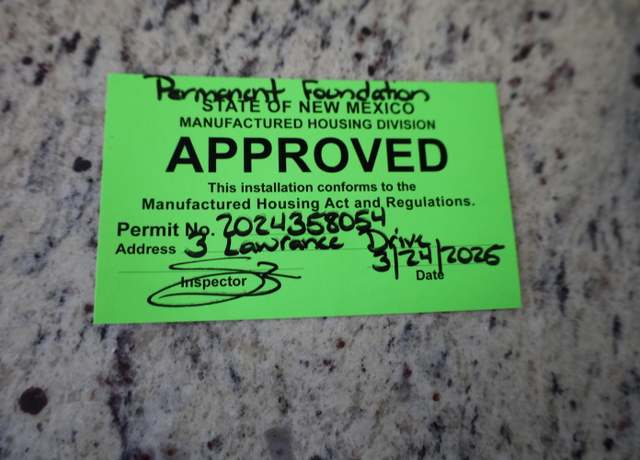 Permanent Foundation
STATE OF NEW MEXICO
MANUFACTURED HOUSING DIVISION
APPROVED
This installation conforms to the
Manufactured Housing Act and Regulations.
Permit No. 2024358054
Address 3 Lawrance Drive
3/24/2025
Inspector Date